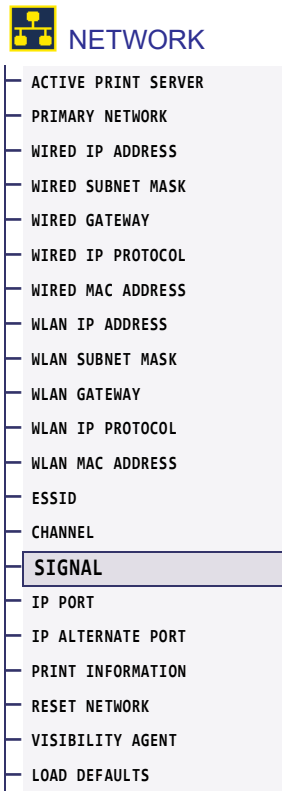 NETWORK
ACTIVE PRINT SERVER
PRIMARY NETWORK
WIRED IP ADDRESS
WIRED SUBNET MASK
WIRED GATEWAY
WIRED IP PROTOCOL
WIRED MAC ADDRESS
WLAN IP ADDRESS
WLAN SUBNET MASK
WLAN GATEWAY
WLAN IP PROTOCOL
WLAN MAC ADDRESS
ESSID
CHANNEL
SIGNAL
IP PORT
IP ALTERNATE PORT
PRINT INFORMATION
RESET NETWORK
VISIBILITY AGENT
LOAD DEFAULTS